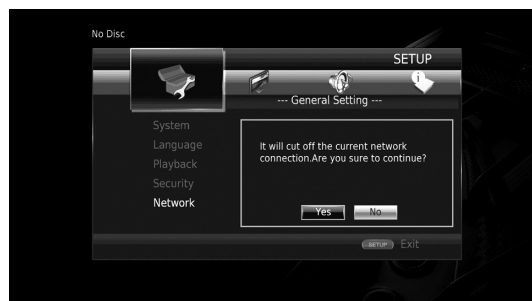 No Disc
SETUP
--- General Setting ---
System
Language
Playback
Security
Network
It will cut off the current network
connection.Are you sure to continue?
Yes No
SETUP Exit